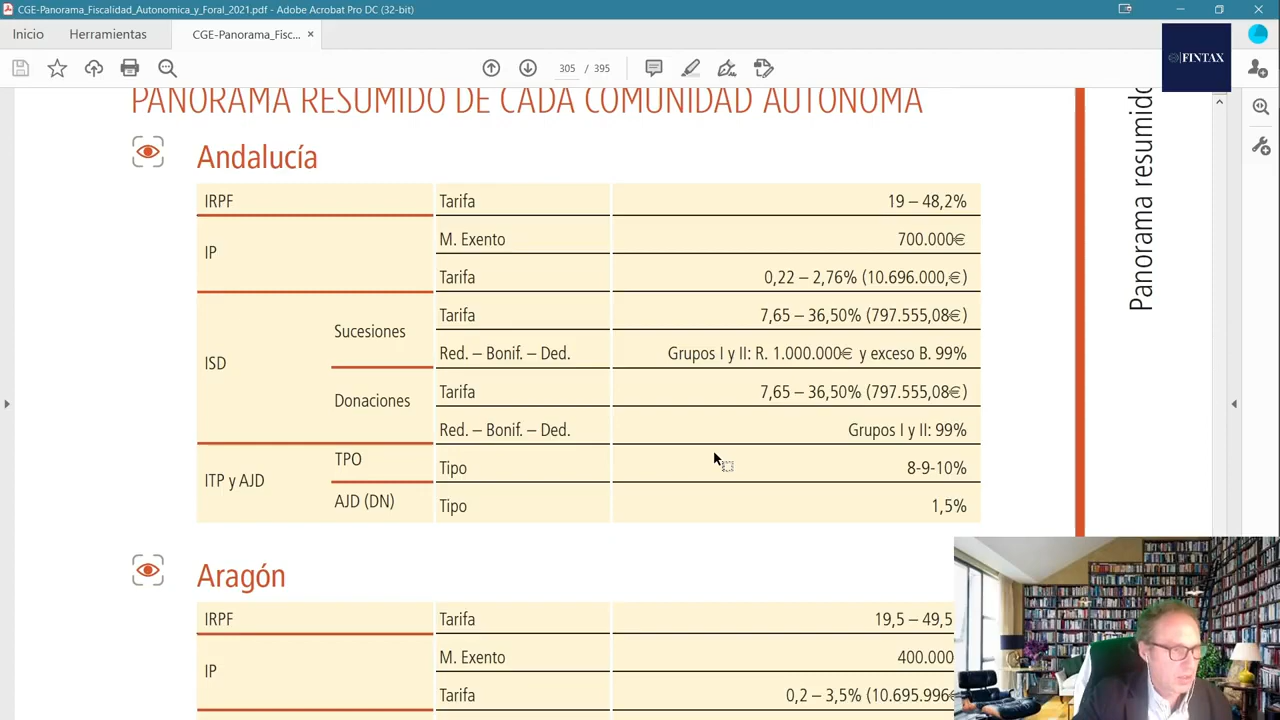 CGE-Panorama_Fiscalidad_Autonomica_y_Foral_2021.pdf - Adobe Acrobat Pro DC (32-bit)
Inicio
Herramientas
CGE-Panorama_Fisc...
305 / 395
FINTAX
PANORAMA RESUMIDO DE CADA COMUNIDAD AUTÓNOMA
Panorama resumido
Andalucía
IRPF Tarifa 19 – 48,2%
IP M. Exento 700.000€
Tarifa 0,22 – 2,76% (10.696.000,€)
ISD Sucesiones Tarifa 7,65 – 36,50% (797.555,08€)
Red. – Bonif. – Ded. Grupos I y II: R. 1.000.000€ y exceso B. 99%
Donaciones Tarifa 7,65 – 36,50% (797.555,08€)
Red. – Bonif. – Ded. Grupos I y II: 99%
ITP y AJD TPO Tipo 8-9-10%
AJD (DN) Tipo 1,5%
Aragón
IRPF Tarifa 19,5 – 49,5
IP M. Exento 400.000
Tarifa 0,2 – 3,5% (10.695.996€